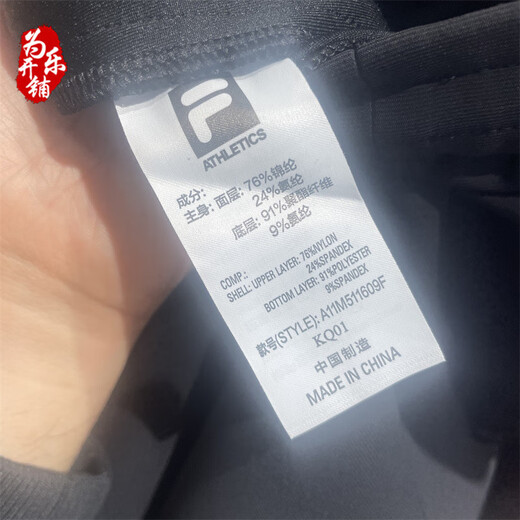 为乐
开铺
F
ATHLETICS
成分:
主身: 面层: 76%锦纶
24%氨纶
底层: 91%聚酯纤维
9%氨纶
COMP.:
SHELL: UPPER LAYER: 76%NYLON
24%SPANDEX
BOTTOM LAYER: 91%POLYESTER
9%SPANDEX
款号(STYLE): A11M511609F
KQ01
中国制造
MADE IN CHINA